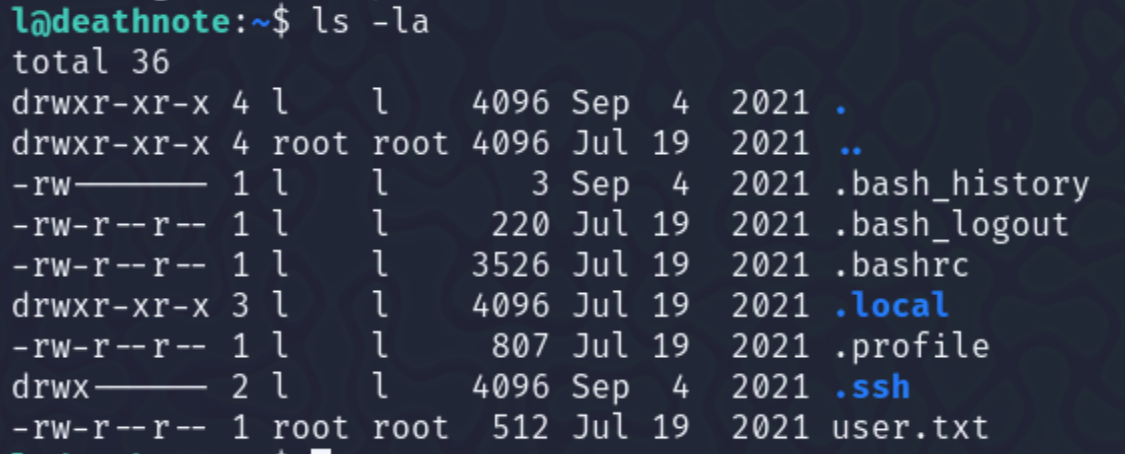 l@deathnote:~$ ls -la
total 36
drwxr-xr-x 4 l    l    4096 Sep  4  2021 .
drwxr-xr-x 4 root root 4096 Jul 19  2021 ..
-rw------- 1 l    l       3 Sep  4  2021 .bash_history
-rw-r--r-- 1 l    l     220 Jul 19  2021 .bash_logout
-rw-r--r-- 1 l    l    3526 Jul 19  2021 .bashrc
drwxr-xr-x 3 l    l    4096 Jul 19  2021 .local
-rw-r--r-- 1 l    l     807 Jul 19  2021 .profile
drwx------ 2 l    l    4096 Sep  4  2021 .ssh
-rw-r--r-- 1 root root  512 Jul 19  2021 user.txt